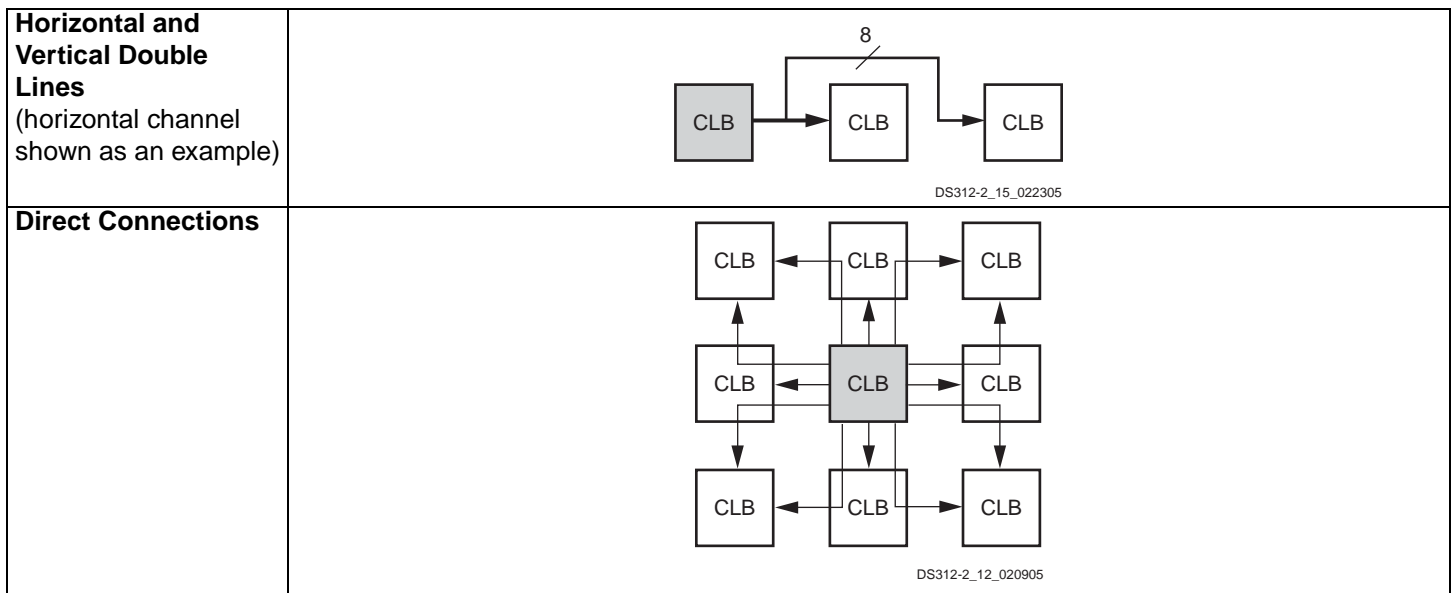 Horizontal and
Vertical Double
Lines
(horizontal channel
shown as an example)
8
CLB CLB CLB
DS312-2_15_022305
Direct Connections
CLB CLB CLB
CLB CLB CLB
CLB CLB CLB
DS312-2_12_020905